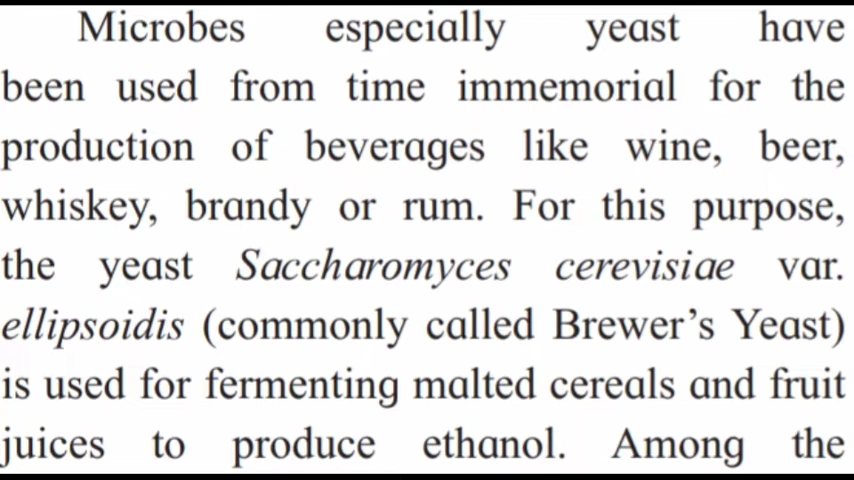 Microbes especially yeast have
been used from time immemorial for the
production of beverages like wine, beer,
whiskey, brandy or rum. For this purpose,
the yeast Saccharomyces cerevisiae var.
ellipsoidis (commonly called Brewer’s Yeast)
is used for fermenting malted cereals and fruit
juices to produce ethanol. Among the